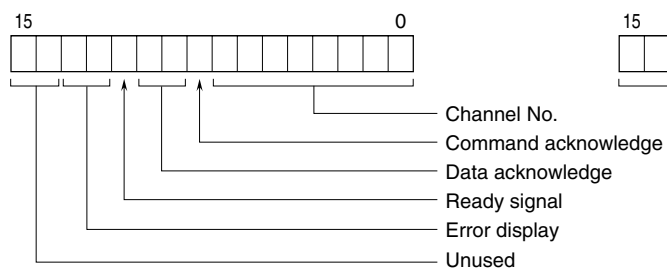 15 0 15
Channel No.
Command acknowledge
Data acknowledge
Ready signal
Error display
Unused